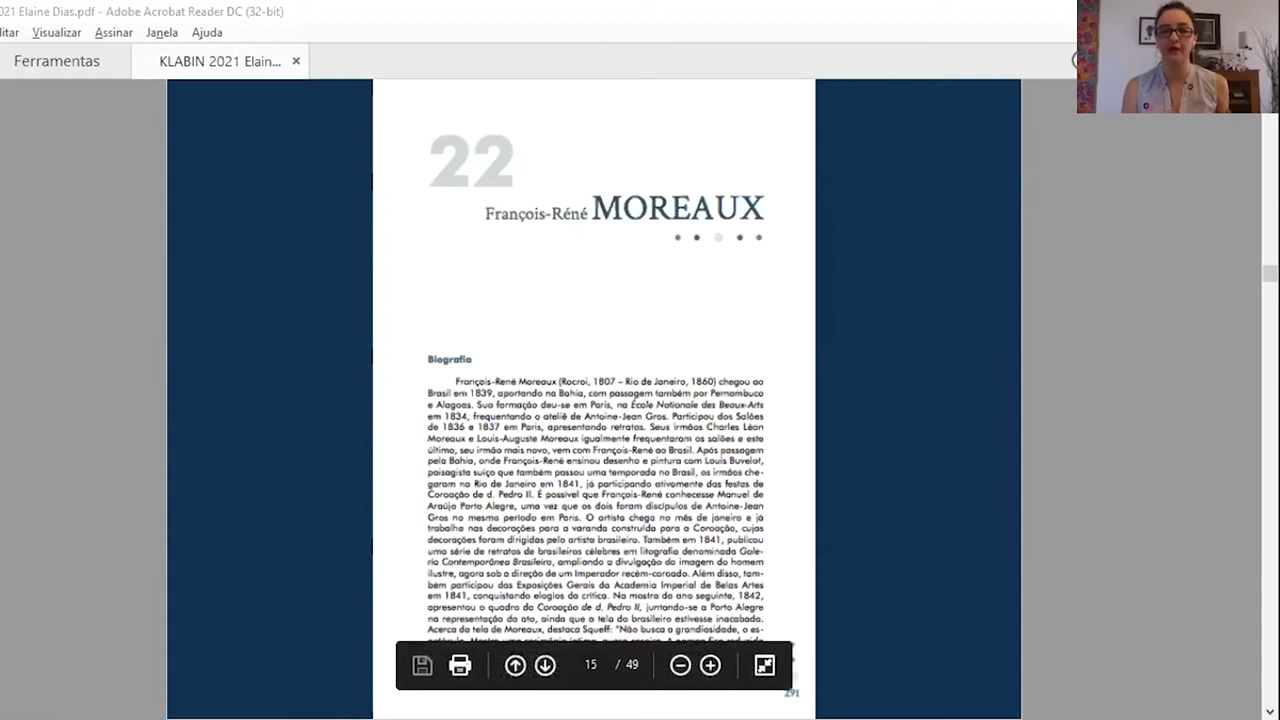 021 Elaine Dias.pdf - Adobe Acrobat Reader DC (32-bit)
itar Visualizar Assinar Janela Ajuda
Ferramentas
KLABIN 2021 Elain... ×
22
François-Réné MOREAUX
Biografia
François-René Moreaux (Rocroi, 1807 – Rio de Janeiro, 1860) chegou ao
Brasil em 1839, aportando na Bahia, com passagem também por Pernambuco
e Alagoas. Sua formação deu-se em Paris, na École Nationale des Beaux-Arts
em 1834, frequentando o ateliê de Antoine-Jean Gros. Participou dos Salões
de 1836 e 1837 em Paris, apresentando retratos. Seus irmãos Charles Léon
Moreaux e Louis-Auguste Moreaux igualmente frequentaram os salões e este
último, seu irmão mais novo, vem com François-René ao Brasil. Após passagem
pela Bahia, onde François-René ensinou desenho e pintura com Louis Buvelot,
paisagista suíço que também passou uma temporada no Brasil, os irmãos che-
garam no Rio de Janeiro em 1841, já participando ativamente das festas de
Coroação de d. Pedro II. É possível que François-René conhecesse Manuel de
Araújo Porto Alegre, uma vez que os dois foram discípulos de Antoine-Jean
Gros no mesmo período em Paris. O artista chega no mês de janeiro e já
trabalha nas decorações para a varanda construída para a Coroação, cujas
decorações foram dirigidas pelo artista brasileiro. Também em 1841, publicou
uma série de retratos de brasileiros célebres em litografia denominada Gale-
ria Contemporânea Brasileira, ampliando a divulgação da imagem do homem
ilustre, agora sob a direção de um Imperador recém-coroado. Além disso, tam-
bém participou das Exposições Gerais da Academia Imperial de Belas Artes
em 1841, conquistando elogios da crítica. Na mostra do ano seguinte, 1842,
apresentou o quadro da Coroação de d. Pedro II, juntando-se a Porto Alegre
na representação do ato, ainda que a tela do brasileiro estivesse inacabada.
Acerca da tela de Moreaux, destaca Squeff: "Não busca a grandiosidade, o es-
15 / 49
291